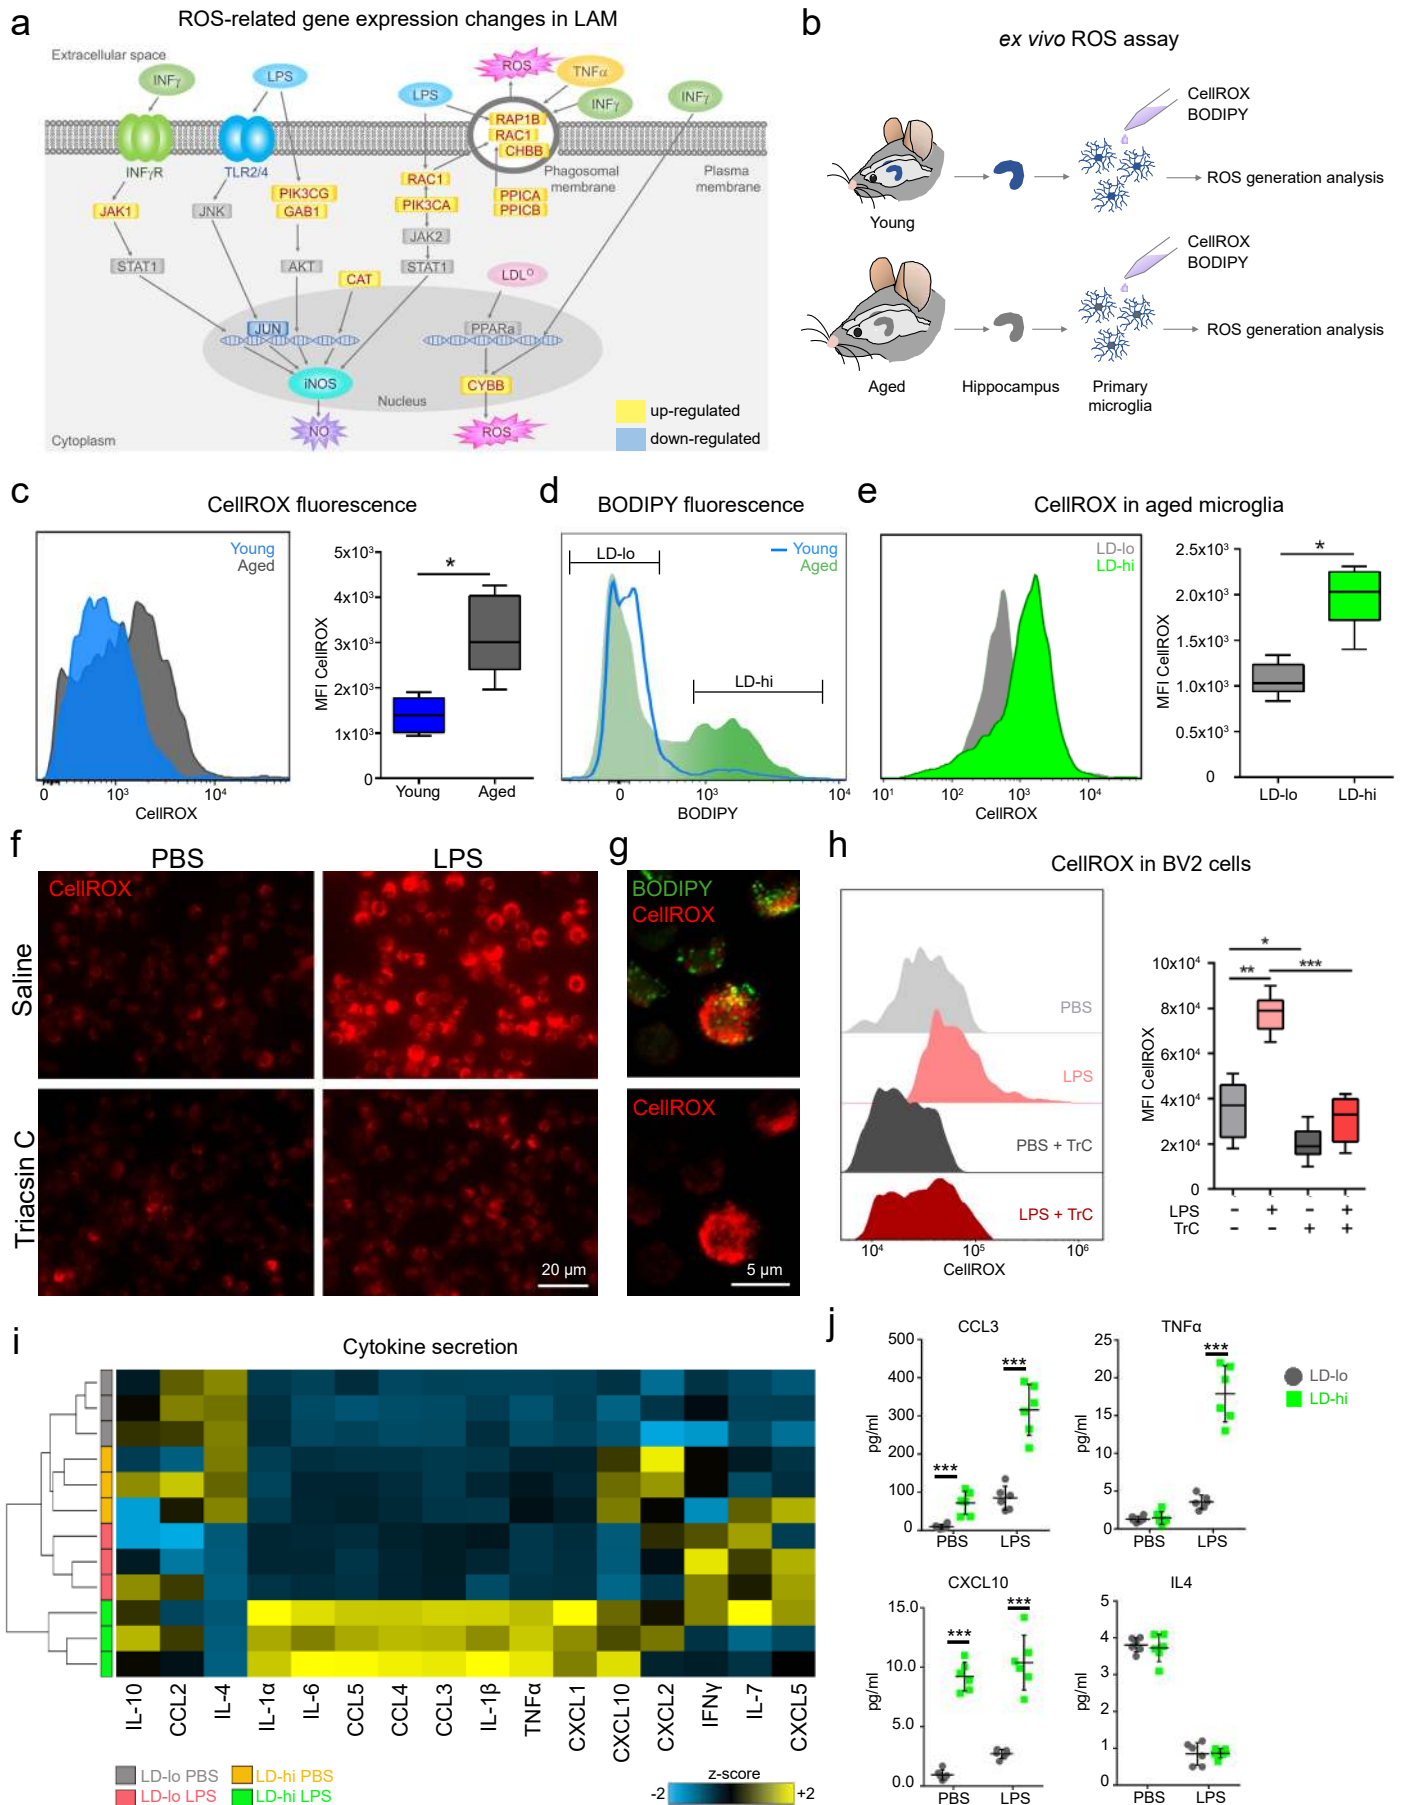 a
ROS-related gene expression changes in LAM
Extracellular space
INFγ
LPS
LPS
ROS
TNFα
INFγ
INFγ
RAP1B
RAC1
CHBB
INFγR
TLR2/4
Phagosomal
membrane
Plasma
membrane
RAC1
PIK3CG
GAB1
PIK3CA
PPICA
PPICB
JAK1
JNK
JAK2
STAT1
AKT
STAT1
CAT
LDLO
JUN
PPARa
iNOS
CYBB
Nucleus
NO
ROS
Cytoplasm
up-regulated
down-regulated
b
ex vivo ROS assay
CellROX
BODIPY
ROS generation analysis
Young
CellROX
BODIPY
ROS generation analysis
Aged
Hippocampus
Primary
microglia
c
CellROX fluorescence
Young
Aged
0
10³
10⁴
CellROX
MFI CellROX
5x10³
4x10³
3x10³
2x10³
1x10³
0
*
Young
Aged
d
BODIPY fluorescence
LD-lo
Young
Aged
LD-hi
0
10³
10⁴
BODIPY
e
CellROX in aged microglia
LD-lo
LD-hi
10¹
10²
10³
10⁴
CellROX
MFI CellROX
2.5x10³
2.0x10³
1.5x10³
1.0x10³
0.5x10³
0
*
LD-lo
LD-hi
f
PBS
LPS
CellROX
Saline
Triacsin C
20 µm
g
BODIPY
CellROX
CellROX
5 µm
h
CellROX in BV2 cells
PBS
LPS
PBS + TrC
LPS + TrC
10⁴
10⁵
10⁶
CellROX
MFI CellROX
10x10⁴
8x10⁴
6x10⁴
4x10⁴
2x10⁴
0
*
**
***
- + - + LPS
- - + + TrC
i
Cytokine secretion
IL-10
CCL2
IL-4
IL-1α
IL-6
CCL5
CCL4
CCL3
IL-1β
TNFα
CXCL1
CXCL10
CXCL2
IFNγ
IL-7
CXCL5
LD-lo PBS
LD-hi PBS
LD-lo LPS
LD-hi LPS
z-score
-2
+2
j
CCL3
pg/ml
500
400
300
200
100
0
***
***
PBS
LPS
TNFα
pg/ml
25
20
15
10
5
0
***
PBS
LPS
LD-lo
LD-hi
CXCL10
pg/ml
15.0
10.0
5.0
0.0
***
***
PBS
LPS
IL4
pg/ml
5
4
3
2
1
0
PBS
LPS